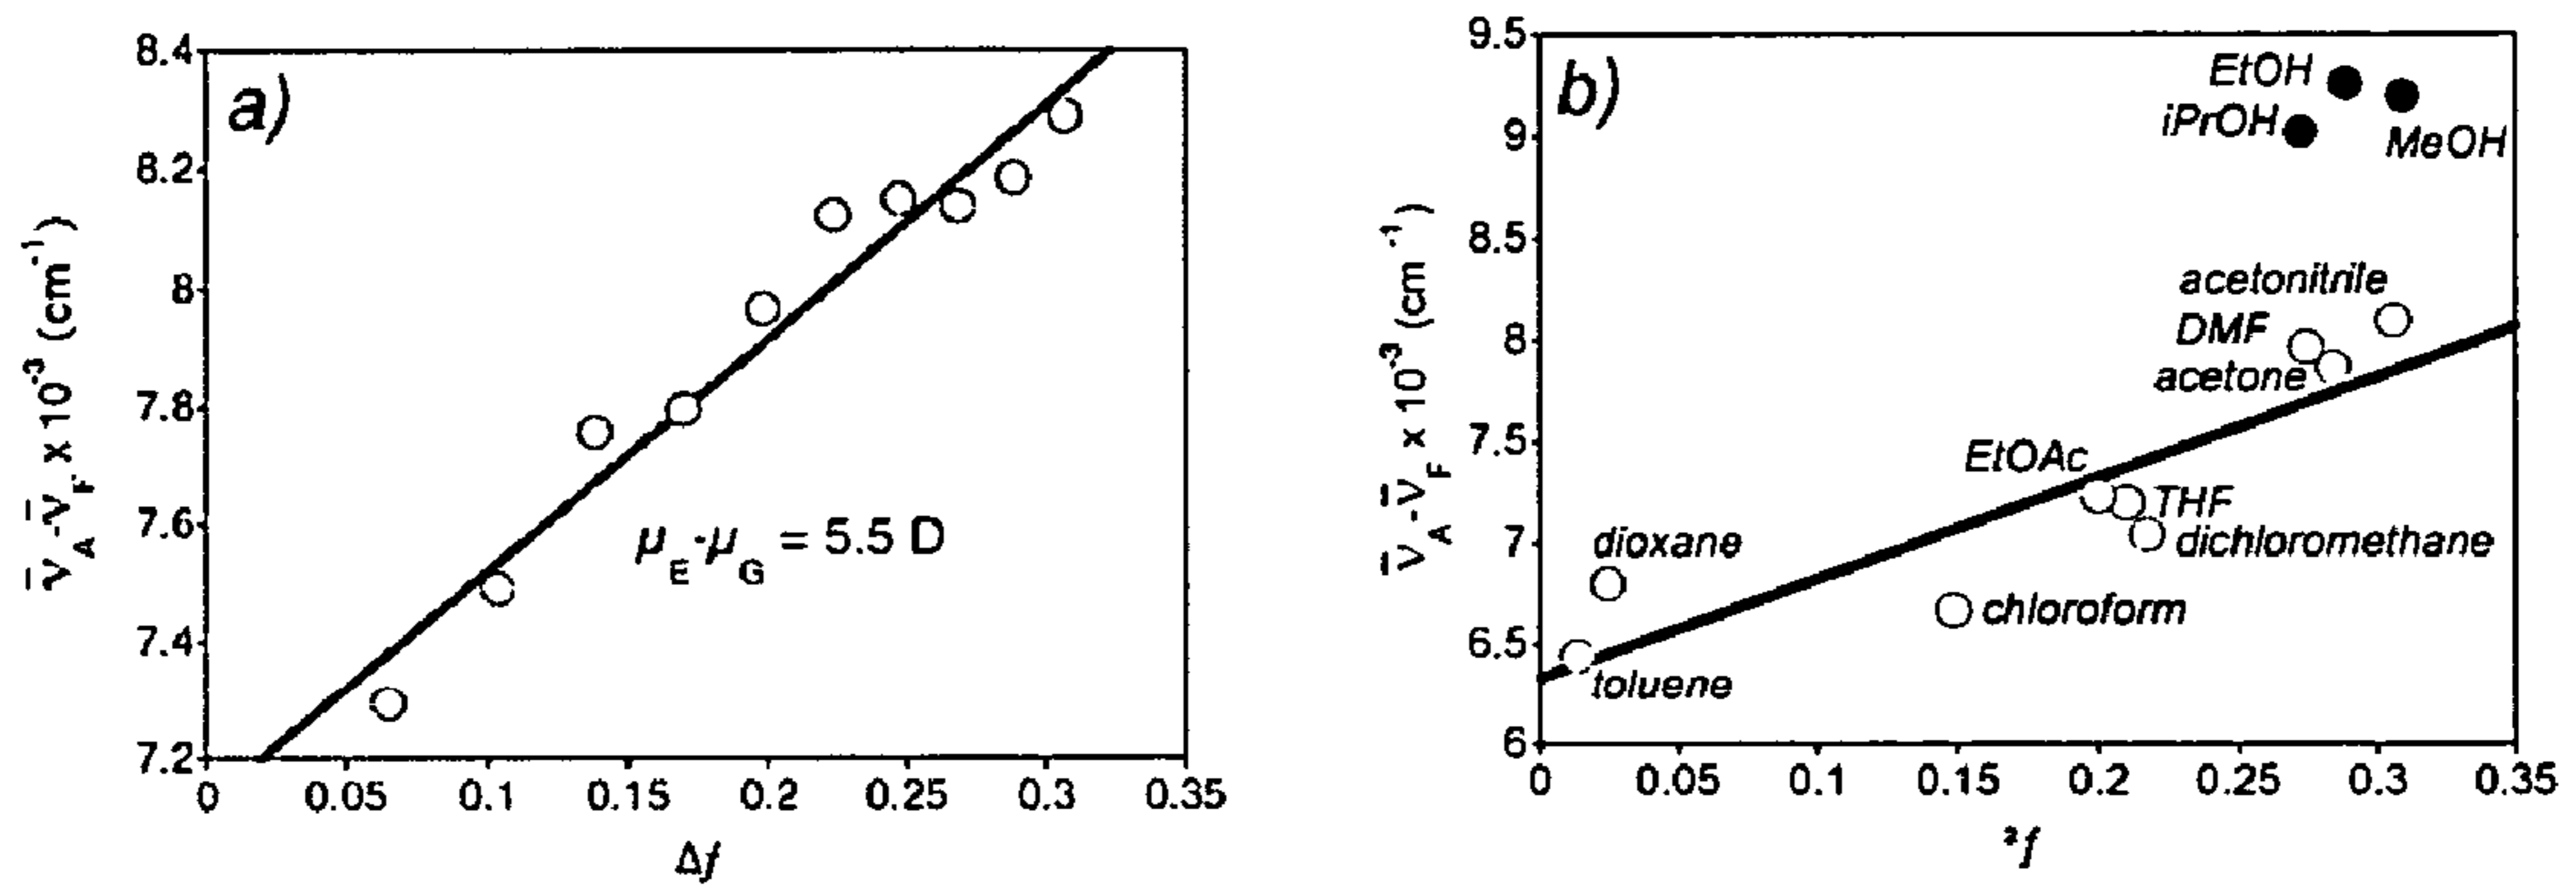 a)
8.4
8.2
8
7.8
7.6
7.4
7.2
0 0.05 0.1 0.15 0.2 0.25 0.3 0.35
ν̄A-ν̄F x 10⁻³ (cm⁻¹)
μE-μG = 5.5 D
Δf
b)
9.5
9
8.5
8
7.5
7
6.5
6
0 0.05 0.1 0.15 0.2 0.25 0.3 0.35
ν̄A-ν̄F x 10⁻³ (cm⁻¹)
EtOH
iPrOH
MeOH
acetonitrile
DMF
acetone
EtOAc
THF
dichloromethane
dioxane
chloroform
toluene
²f